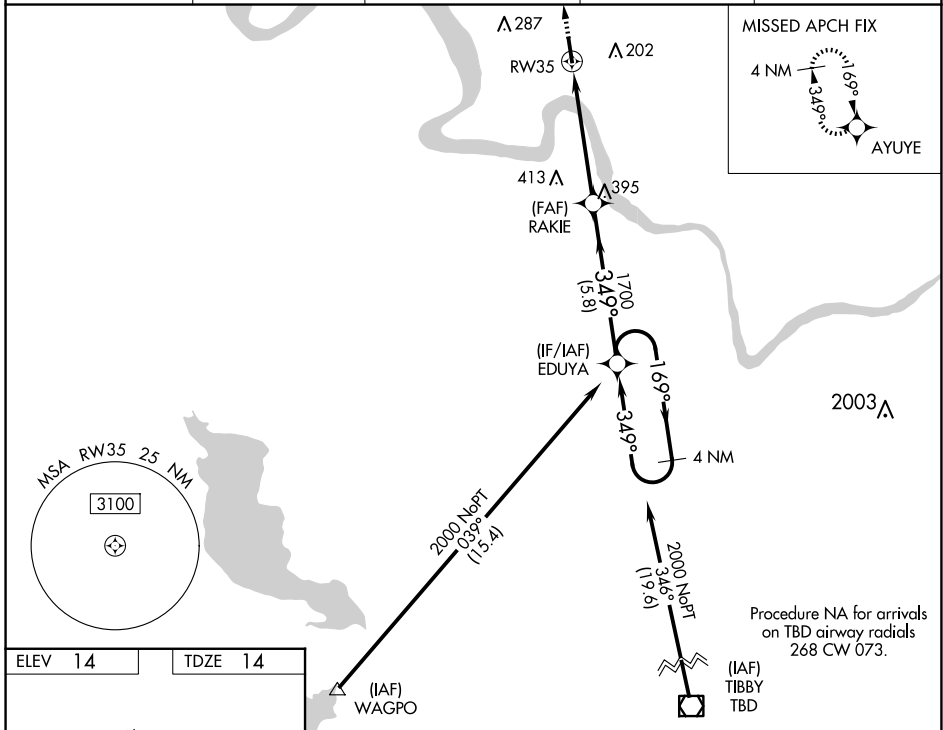 287
202
RW35
MISSED APCH FIX
4 NM
169°
349°
AYUYE
413
395
(FAF)
RAKIE
1700
349°
(5.8)
(IF/IAF)
EDUYA
169°
349°
4 NM
2003
MSA RW35 25 NM
3100
2000 NoPT
039°
(15.4)
2000 NoPT
346°
(19.6)
Procedure NA for arrivals
on TBD airway radials
268 CW 073.
ELEV 14
TDZE 14
(IAF)
WAGPO
(IAF)
TIBBY
TBD